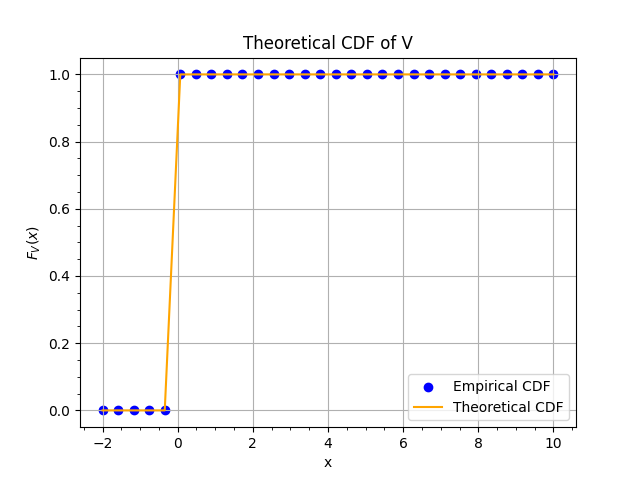 Theoretical CDF of V
1.0
0.8
0.6
0.4
0.2
0.0
F_V(x)
Empirical CDF
Theoretical CDF
−2
0
2
4
6
8
10
x